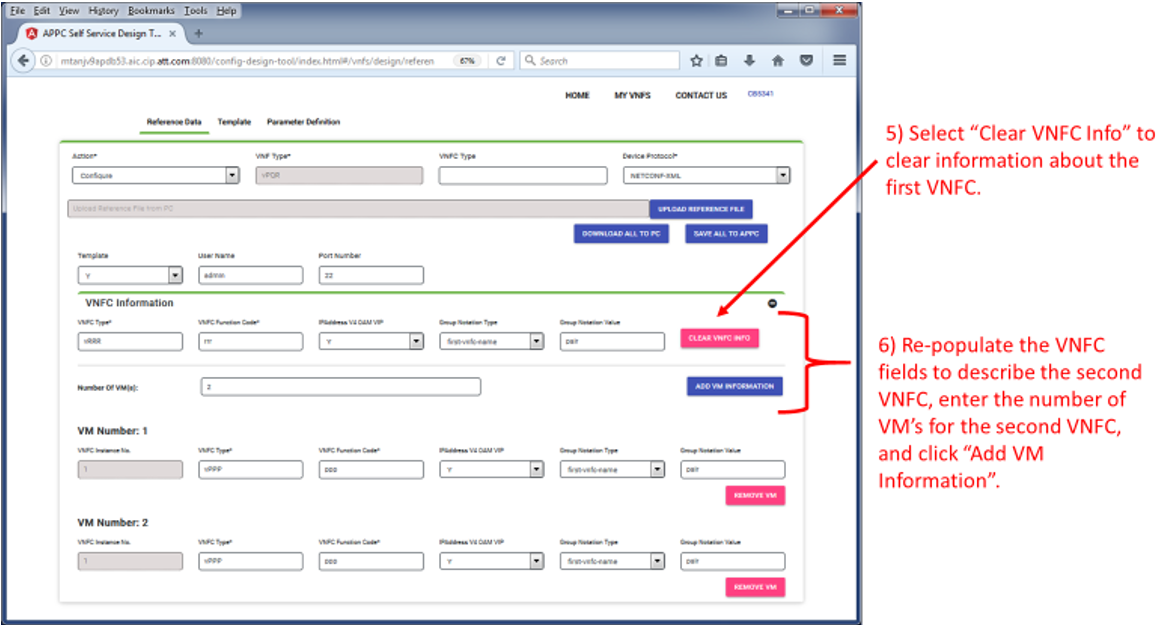 File Edit View History Bookmarks Tools Help
APPC Self Service Design T... × +
mtanjv9apdb53.aic.cip.att.com:8080/config-design-tool/index.html#/vnfs/design/referen 67% Search
HOME MY VNFS CONTACT US CB5341
Reference Data Template Parameter Definition
Action* VNF Type* VNFC Type Device Protocol*
Configure NETCONF-XML
Upload Reference File from PC UPLOAD REFERENCE FILE
DOWNLOAD ALL TO PC SAVE ALL TO APPC
Template User Name Port Number
Y admin 22
VNFC Information
VNFC Type* VNFC Function Code* IPAddress V4 OAM VIP Group Notation Type Group Notation Value
vRRR rrr Y first-vnfc-name pair CLEAR VNFC INFO
Number Of VM(s): 2 ADD VM INFORMATION
VM Number: 1
VNFC Instance No. VNFC Type* VNFC Function Code* IPAddress V4 OAM VIP Group Notation Type Group Notation Value
1 vPPP ppp Y first-vnfc-name pair
REMOVE VM
VM Number: 2
VNFC Instance No. VNFC Type* VNFC Function Code* IPAddress V4 OAM VIP Group Notation Type Group Notation Value
1 vPPP ppp Y first-vnfc-name pair
REMOVE VM
5) Select “Clear VNFC Info” to
clear information about the
first VNFC.
6) Re-populate the VNFC
fields to describe the second
VNFC, enter the number of
VM’s for the second VNFC,
and click “Add VM
Information”.